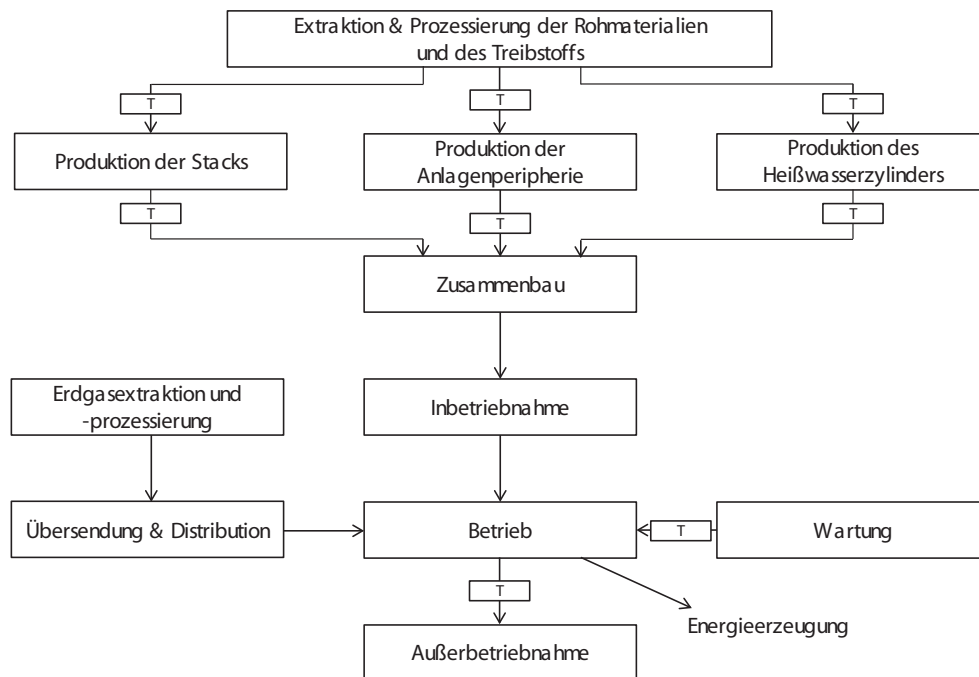 Extraktion & Prozessierung der Rohmaterialien
und des Treibstoffs
T
T
T
Produktion der Stacks
Produktion der
Anlagenperipherie
Produktion des
Heißwasserzylinders
T
T
T
Zusammenbau
Erdgasextraktion und
-prozessierung
Inbetriebnahme
Übersendung & Distribution
Betrieb
T
Wartung
T
Energieerzeugung
Außerbetriebnahme